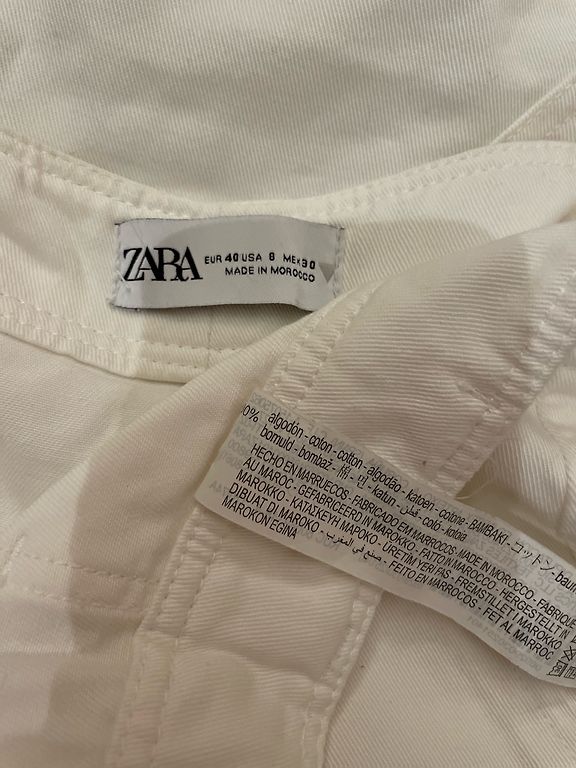 ZARA
EUR 40 USA 8 MEX 30
MADE IN MOROCCO
0% algodón - coton - cotton - algodão - katoen - cotone - ΒΑΜΒΑΚΙ - コットン -
bomuld - bombaž - 棉 - 면 - katun - قطن - cotó - kotoia
HECHO EN MARRUECOS - FABRICADO EM MARROCOS - MADE IN MOROCCO - FABRIQUÉ
AU MAROC - GEFABRICEERD IN MAROKKO - FATTO IN MAROCCO - HERGESTELLT IN
MAROKKO - ΚΑΤΑΣΚΕΥΗ ΜΑΡΟΚΟ - ÜRETİM YERİ FAS - FREMSTILLET I MAROKKO
DIBUAT DI MAROKO - صنع في المغرب - FEITO EN MARROCOS - FET AL MARROC
MAROKON EGINA